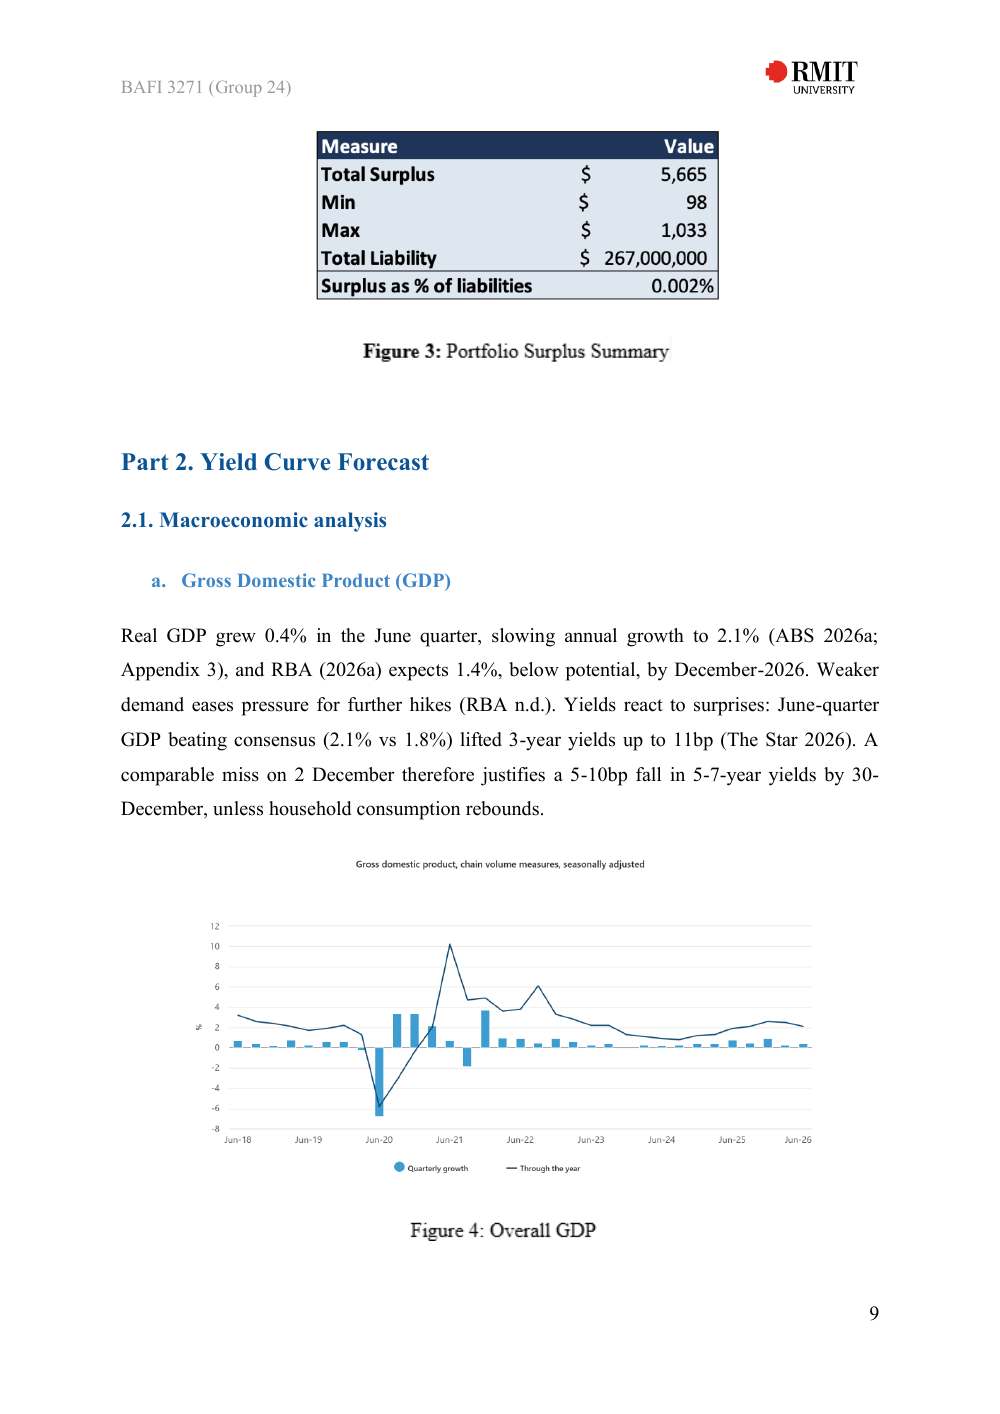 BAFI 3271 (Group 24)
RMIT
UNIVERSITY
Measure Value
Total Surplus $ 5,665
Min $ 98
Max $ 1,033
Total Liability $ 267,000,000
Surplus as % of liabilities 0.002%
Figure 3: Portfolio Surplus Summary
Part 2. Yield Curve Forecast
2.1. Macroeconomic analysis
a. Gross Domestic Product (GDP)
Real GDP grew 0.4% in the June quarter, slowing annual growth to 2.1% (ABS 2026a;
Appendix 3), and RBA (2026a) expects 1.4%, below potential, by December-2026. Weaker
demand eases pressure for further hikes (RBA n.d.). Yields react to surprises: June-quarter
GDP beating consensus (2.1% vs 1.8%) lifted 3-year yields up to 11bp (The Star 2026). A
comparable miss on 2 December therefore justifies a 5-10bp fall in 5-7-year yields by 30-
December, unless household consumption rebounds.
Gross domestic product, chain volume measures, seasonally adjusted
12
10
8
6
4
%
2
0
-2
-4
-6
-8
Jun-18 Jun-19 Jun-20 Jun-21 Jun-22 Jun-23 Jun-24 Jun-25 Jun-26
Quarterly growth Through the year
Figure 4: Overall GDP
9